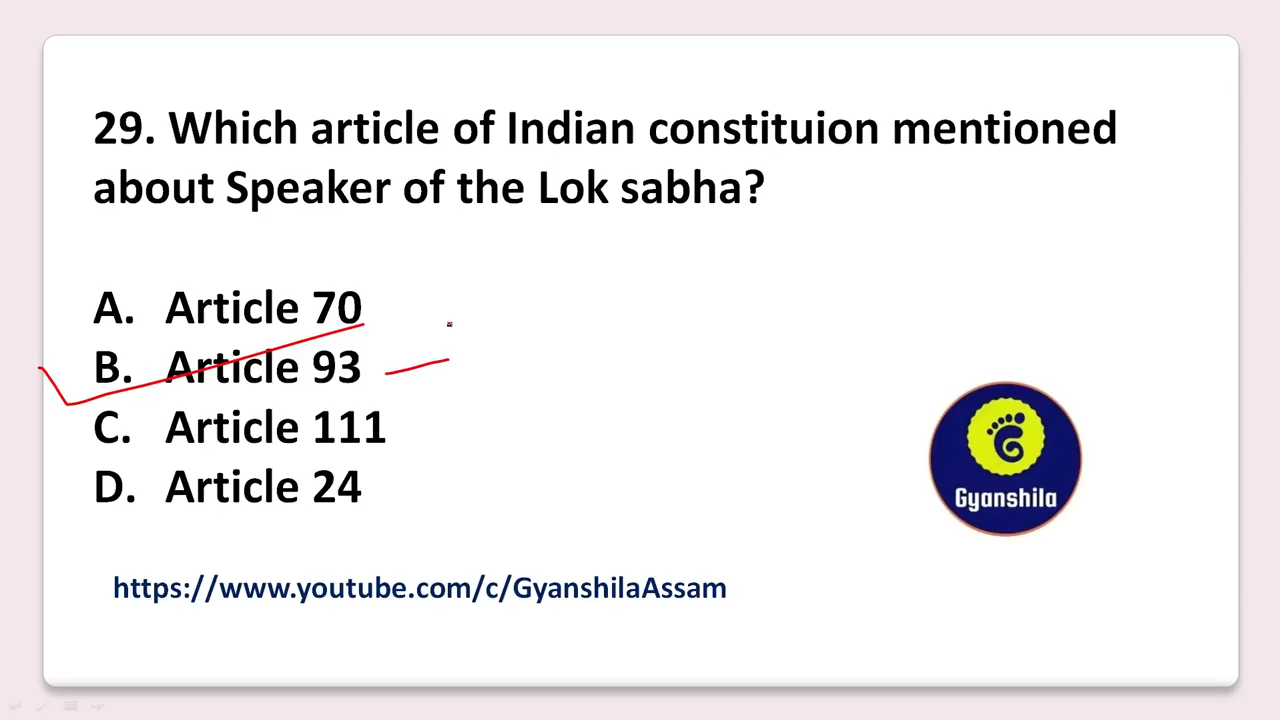 29. Which article of Indian constituion mentioned
about Speaker of the Lok sabha?
A. Article 70
B. Article 93
C. Article 111
D. Article 24
Gyanshila
https://www.youtube.com/c/GyanshilaAssam